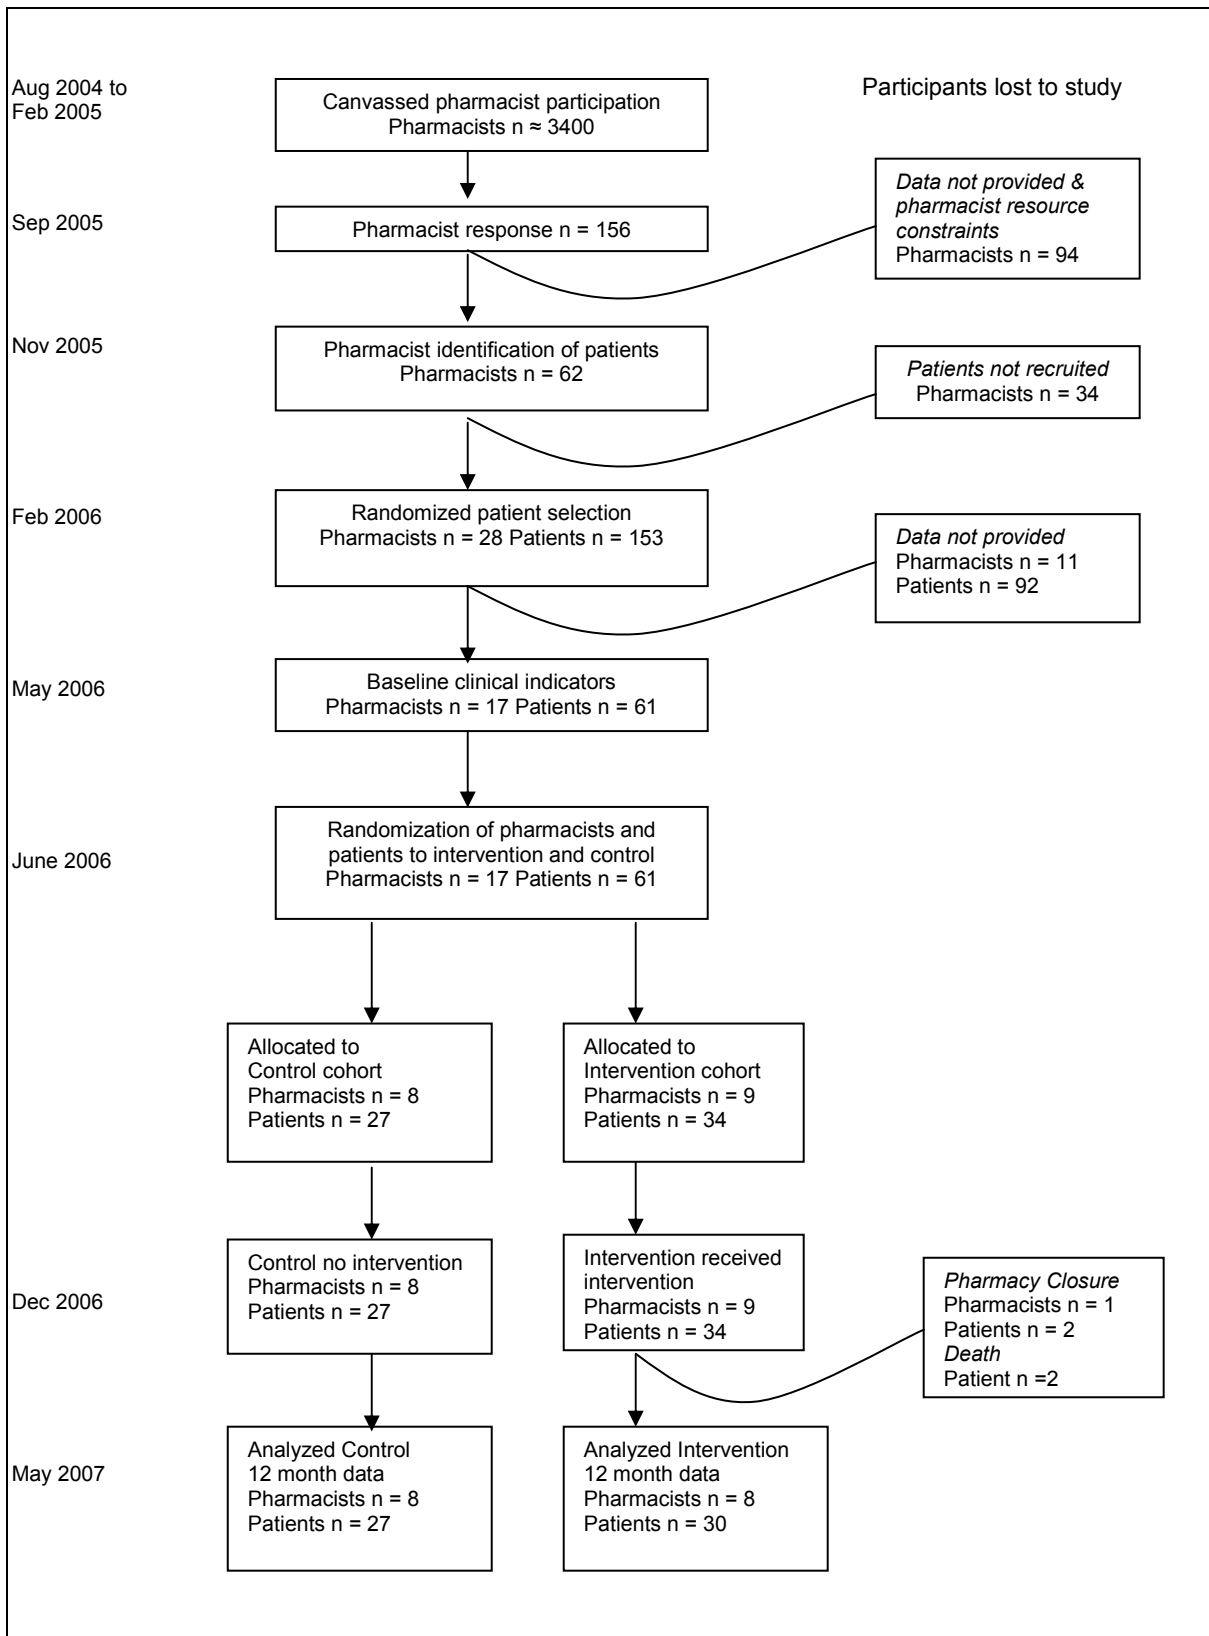 Aug 2004 to
Feb 2005
Canvassed pharmacist participation
Pharmacists n ≈ 3400
Participants lost to study
Data not provided &
pharmacist resource
constraints
Pharmacists n = 94
Sep 2005
Pharmacist response n = 156
Nov 2005
Pharmacist identification of patients
Pharmacists n = 62
Patients not recruited
Pharmacists n = 34
Feb 2006
Randomized patient selection
Pharmacists n = 28 Patients n = 153
Data not provided
Pharmacists n = 11
Patients n = 92
May 2006
Baseline clinical indicators
Pharmacists n = 17 Patients n = 61
June 2006
Randomization of pharmacists and
patients to intervention and control
Pharmacists n = 17 Patients n = 61
Allocated to
Control cohort
Pharmacists n = 8
Patients n = 27
Allocated to
Intervention cohort
Pharmacists n = 9
Patients n = 34
Dec 2006
Control no intervention
Pharmacists n = 8
Patients n = 27
Intervention received
intervention
Pharmacists n = 9
Patients n = 34
Pharmacy Closure
Pharmacists n = 1
Patients n = 2
Death
Patient n =2
May 2007
Analyzed Control
12 month data
Pharmacists n = 8
Patients n = 27
Analyzed Intervention
12 month data
Pharmacists n = 8
Patients n = 30